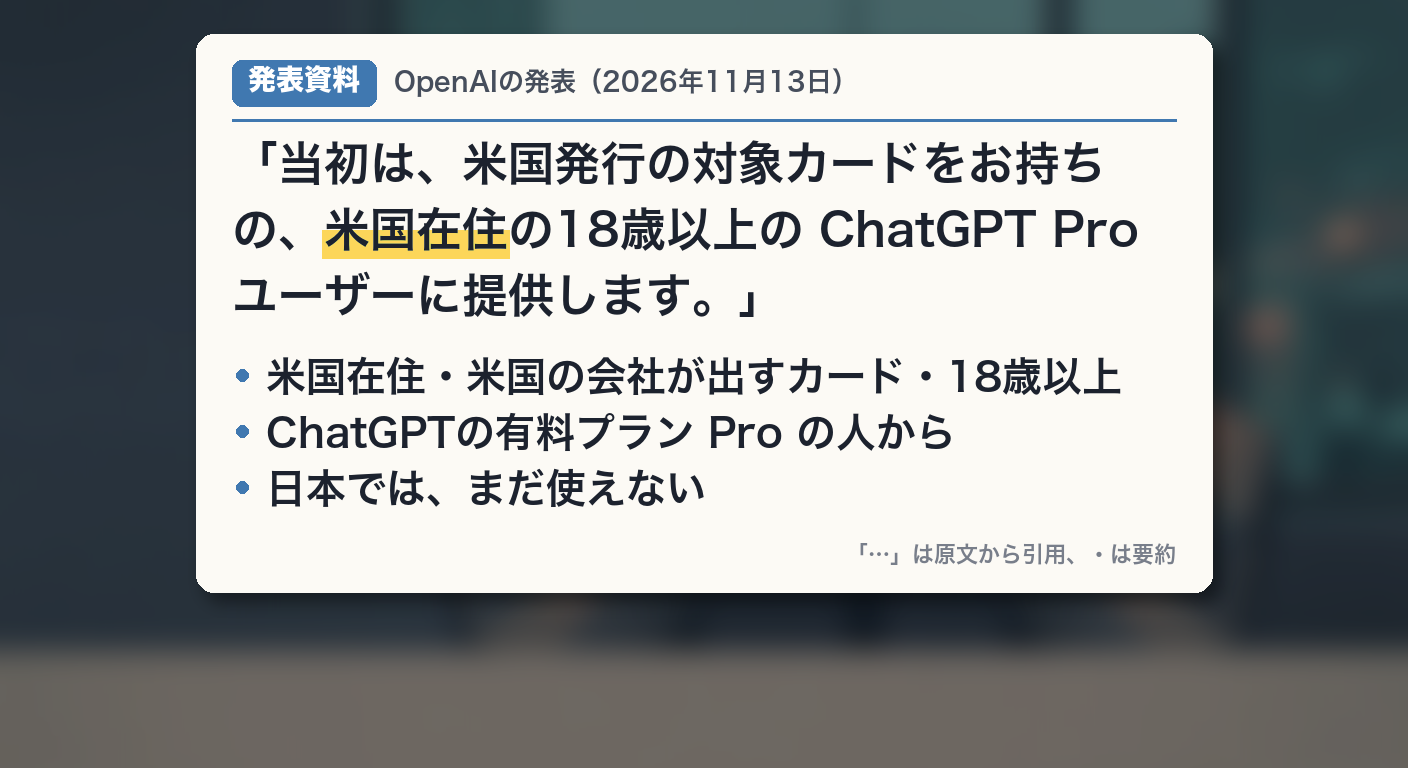 発表資料 OpenAIの発表（2026年11月13日）
「当初は、米国発行の対象カードをお持ち
の、米国在住の18歳以上の ChatGPT Pro
ユーザーに提供します。」
• 米国在住・米国の会社が出すカード・18歳以上
• ChatGPTの有料プラン Pro の人から
• 日本では、まだ使えない
「…」は原文から引用、・は要約